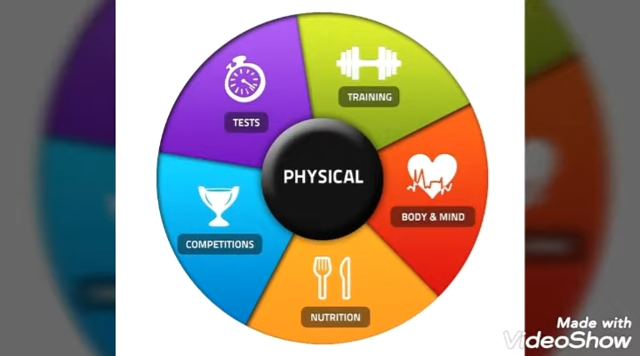 TESTS
TRAINING
PHYSICAL
BODY & MIND
COMPETITIONS
NUTRITION
Made with
VideoShow